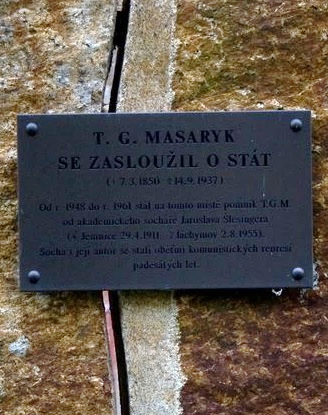 T. G. MASARYK
SE ZASLOUŽIL O STÁT
(* 7.3.1850 †14.9.1937)
Od r. 1948 do r. 1961 stál na tomto místě pomník T.G.M.
od akademického sochaře Jaroslava Šlesingera
(* Jemnice 29.4.1911 † Jáchymov 2.8.1955).
Socha i její autor se stali obětmi komunistických represí
padesátých let.